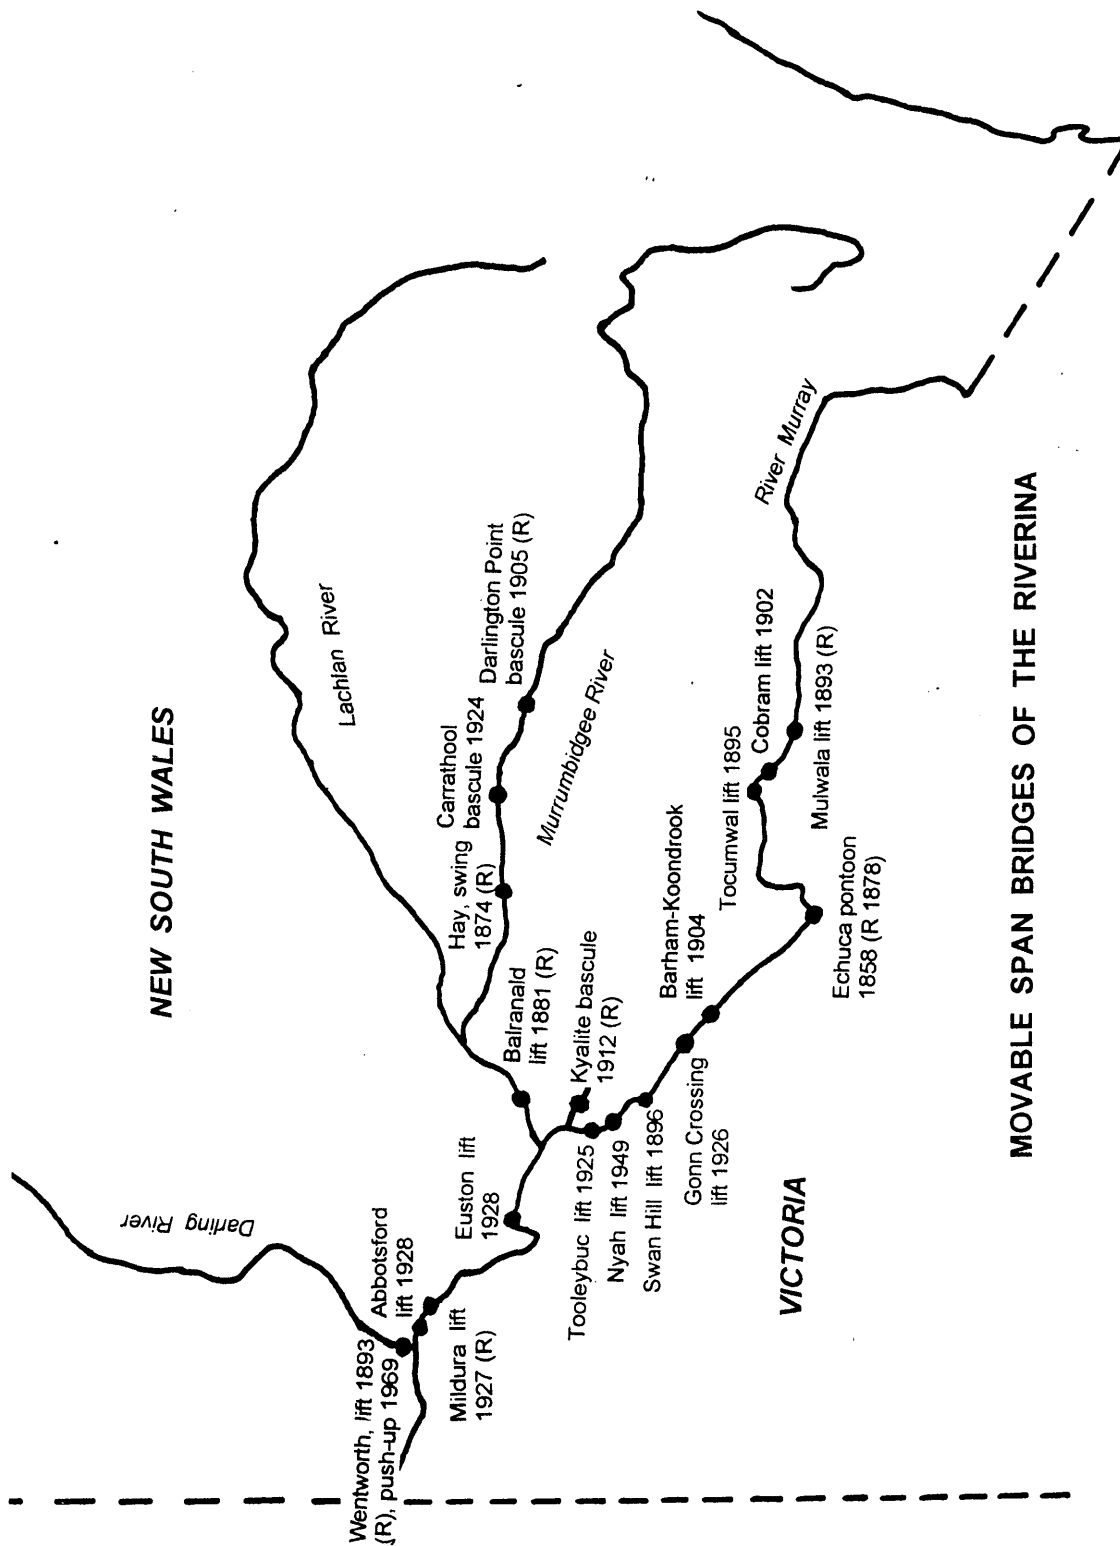 NEW SOUTH WALES
Darling River
Lachlan River
Wentworth, lift 1893
(R), push-up 1969
Abbotsford
lift 1928
Mildura lift
1927 (R)
Euston lift
1928
Balranald
lift 1881 (R)
Hay, swing
1874 (R)
Carrathool
bascule 1924
Darlington Point
bascule 1905 (R)
Murrumbidgee River
Kyalite bascule
1912 (R)
Tooleybuc lift 1925
Nyah lift 1949
Swan Hill lift 1896
Gonn Crossing
lift 1926
Barham-Koondrook
lift 1904
Tocumwal lift 1895
Cobram lift 1902
Mulwala lift 1893 (R)
Echuca pontoon
1858 (R 1878)
River Murray
VICTORIA
MOVABLE SPAN BRIDGES OF THE RIVERINA